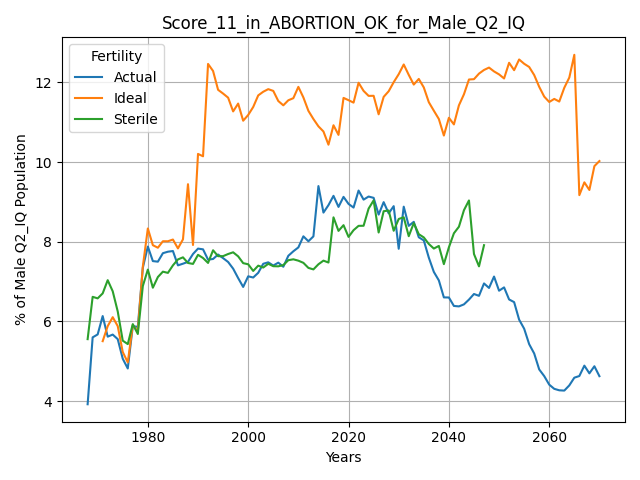 Score_11_in_ABORTION_OK_for_Male_Q2_IQ
Fertility
Actual
Ideal
Sterile
% of Male Q2_IQ Population
12
10
8
6
4
1980
2000
2020
2040
2060
Years